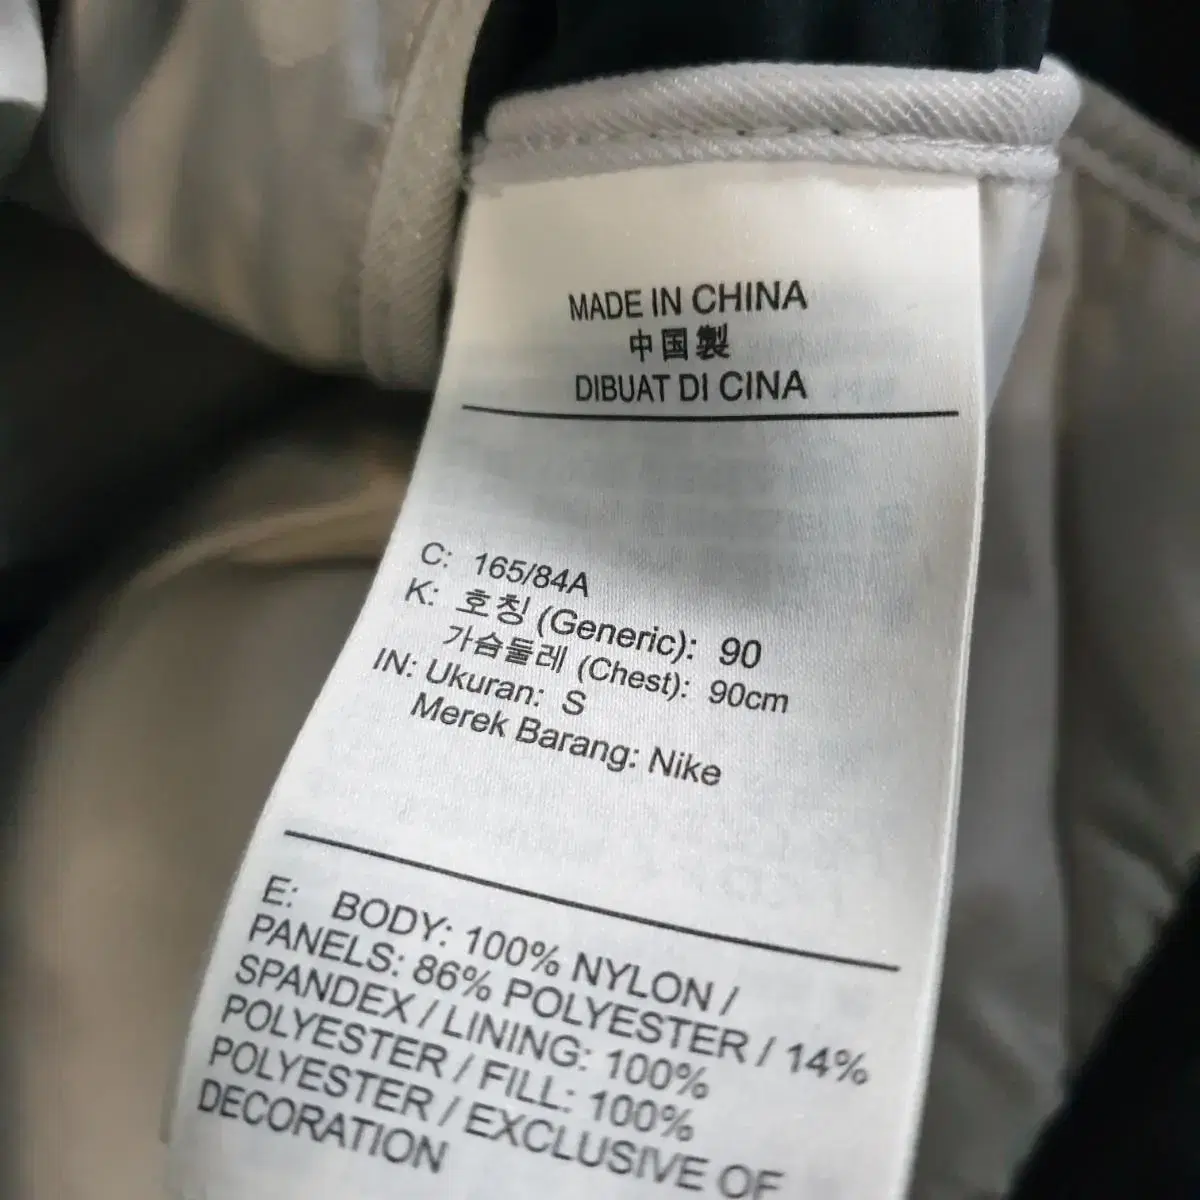 MADE IN CHINA
中国製
DIBUAT DI CINA
C: 165/84A
K: 호칭 (Generic): 90
가슴둘레 (Chest): 90cm
IN: Ukuran: S
Merek Barang: Nike
E: BODY: 100% NYLON /
PANELS: 86% POLYESTER / 14%
SPANDEX / LINING: 100%
POLYESTER / FILL: 100%
POLYESTER / EXCLUSIVE OF
DECORATION